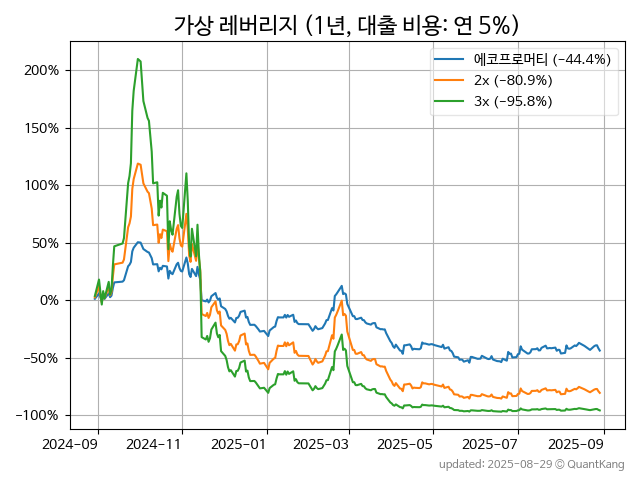 가상 레버리지 (1년, 대출 비용: 연 5%)
에코프로머티 (-44.4%)
2x (-80.9%)
3x (-95.8%)
200%
150%
100%
50%
0%
-50%
-100%
2024-09 2024-11 2025-01 2025-03 2025-05 2025-07 2025-09
updated: 2025-08-29 © QuantKang